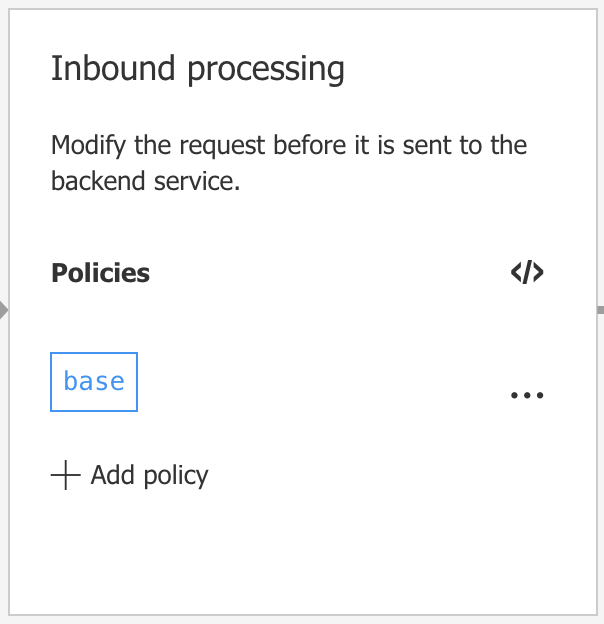 Inbound processing
Modify the request before it is sent to the
backend service.
Policies </>
base ...
Add policy